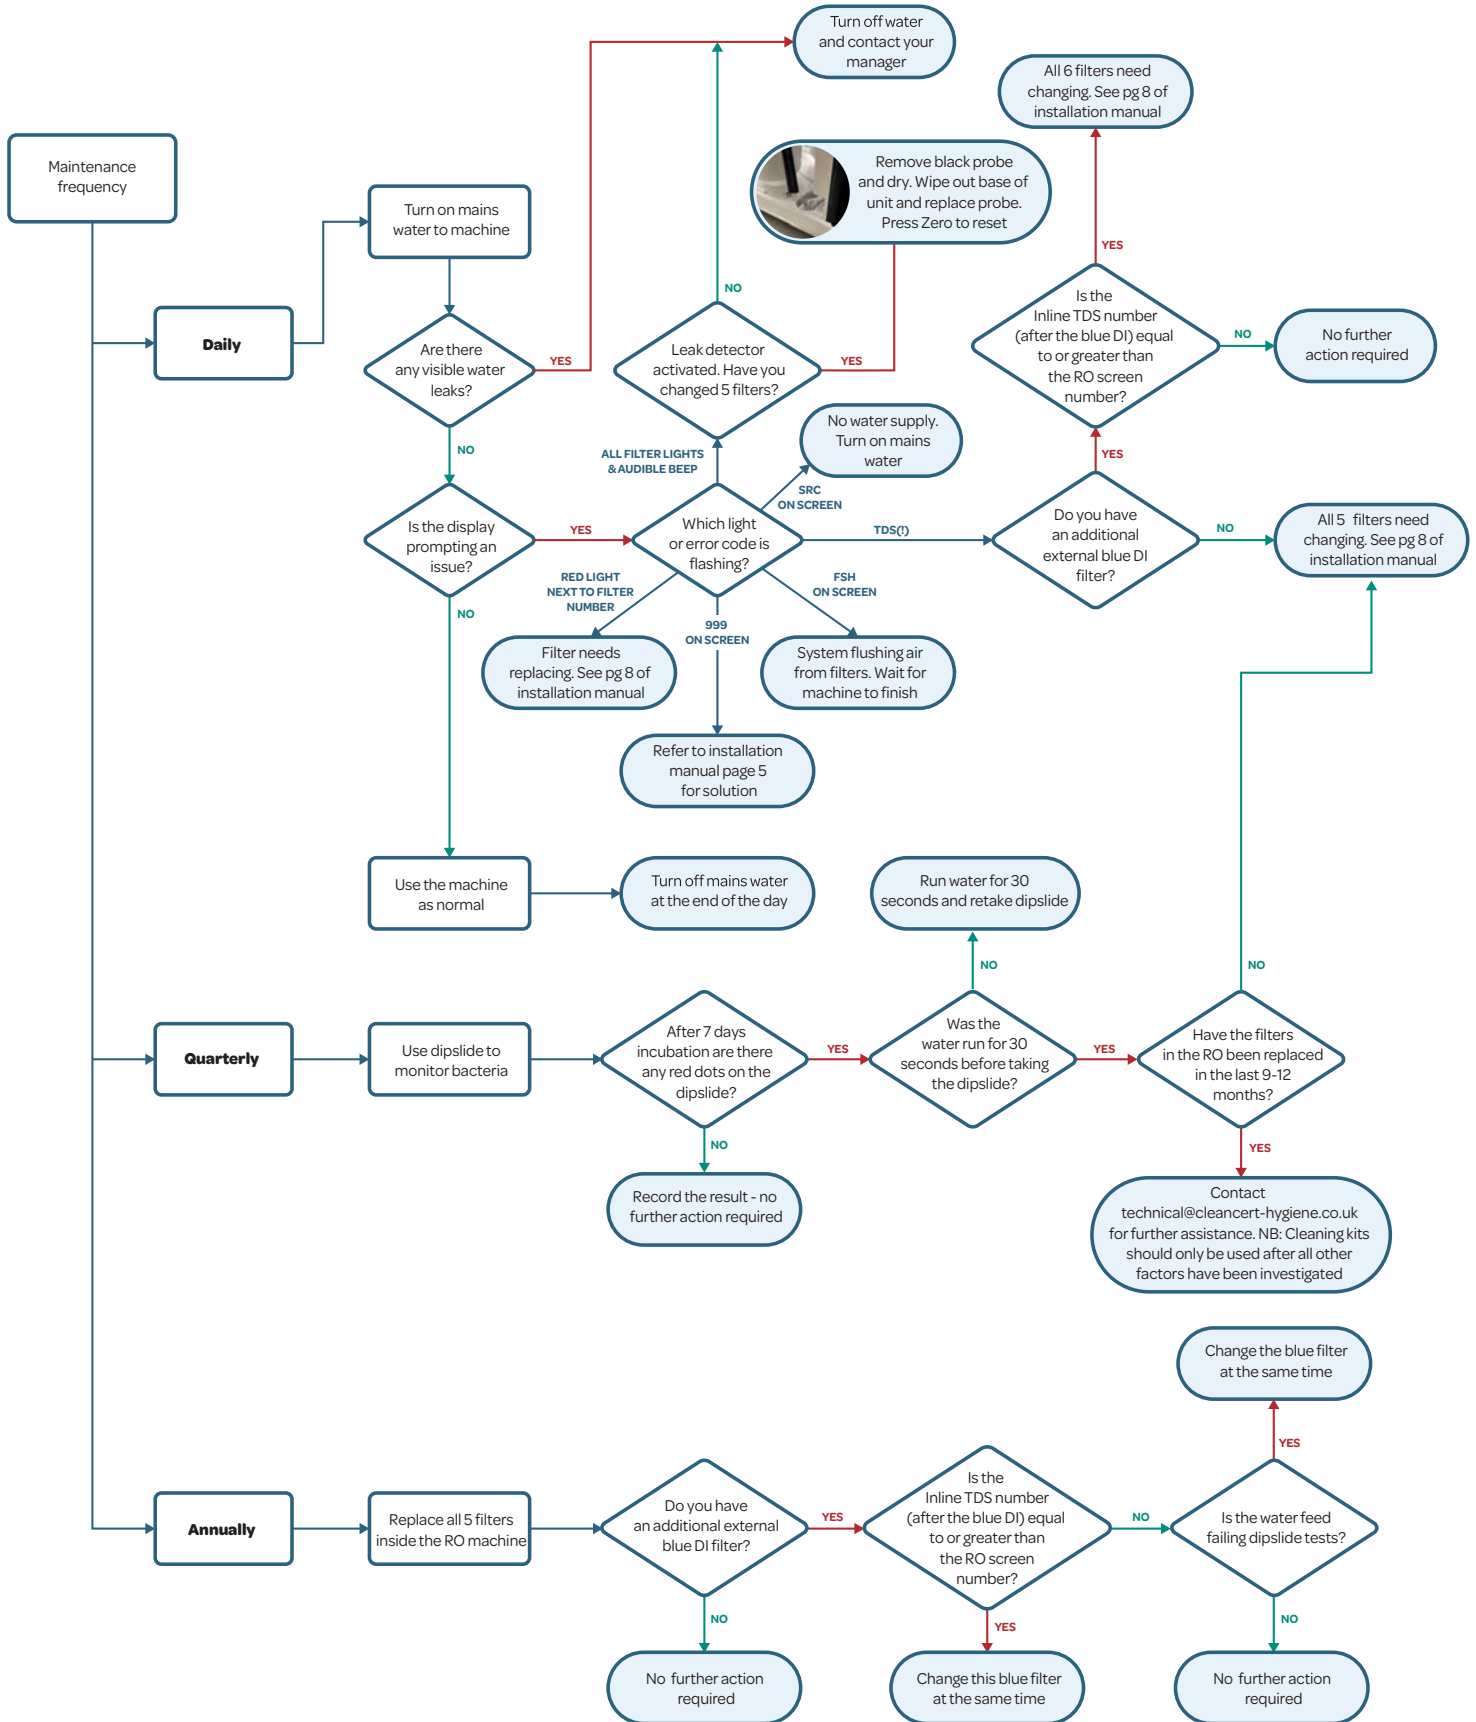 Turn off water
and contact your
manager
All 6 filters need
changing. See pg 8 of
installation manual
Maintenance
frequency
Remove black probe
and dry. Wipe out base of
unit and replace probe.
Press Zero to reset
Turn on mains
water to machine
YES
NO
Is the
Inline TDS number
(after the blue DI) equal
to or greater than
the RO screen
number?
NO
No further
action required
Daily
Are there
any visible water
leaks?
YES
Leak detector
activated. Have you
changed 5 filters?
YES
No water supply.
Turn on mains
water
NO
ALL FILTER LIGHTS
& AUDIBLE BEEP
YES
SRC
ON SCREEN
Is the display
prompting an
issue?
YES
Which light
or error code is
flashing?
TDS(!)
Do you have
an additional
external blue DI
filter?
NO
All 5 filters need
changing. See pg 8 of
installation manual
RED LIGHT
NEXT TO FILTER
NUMBER
FSH
ON SCREEN
NO
999
ON SCREEN
Filter needs
replacing. See pg 8 of
installation manual
System flushing air
from filters. Wait for
machine to finish
Refer to installation
manual page 5
for solution
Use the machine
as normal
Turn off mains water
at the end of the day
Run water for 30
seconds and retake dipslide
NO
NO
Quarterly
Use dipslide to
monitor bacteria
After 7 days
incubation are there
any red dots on the
dipslide?
YES
Was the
water run for 30
seconds before taking
the dipslide?
YES
Have the filters
in the RO been replaced
in the last 9-12
months?
NO
YES
Record the result - no
further action required
Contact
technical@cleancert-hygiene.co.uk
for further assistance. NB: Cleaning kits
should only be used after all other
factors have been investigated
Change the blue filter
at the same time
YES
Annually
Replace all 5 filters
inside the RO machine
Do you have
an additional external
blue DI filter?
YES
Is the
Inline TDS number
(after the blue DI) equal
to or greater than
the RO screen
number?
NO
Is the water feed
failing dipslide tests?
NO
YES
NO
No further action
required
Change this blue filter
at the same time
No further action
required